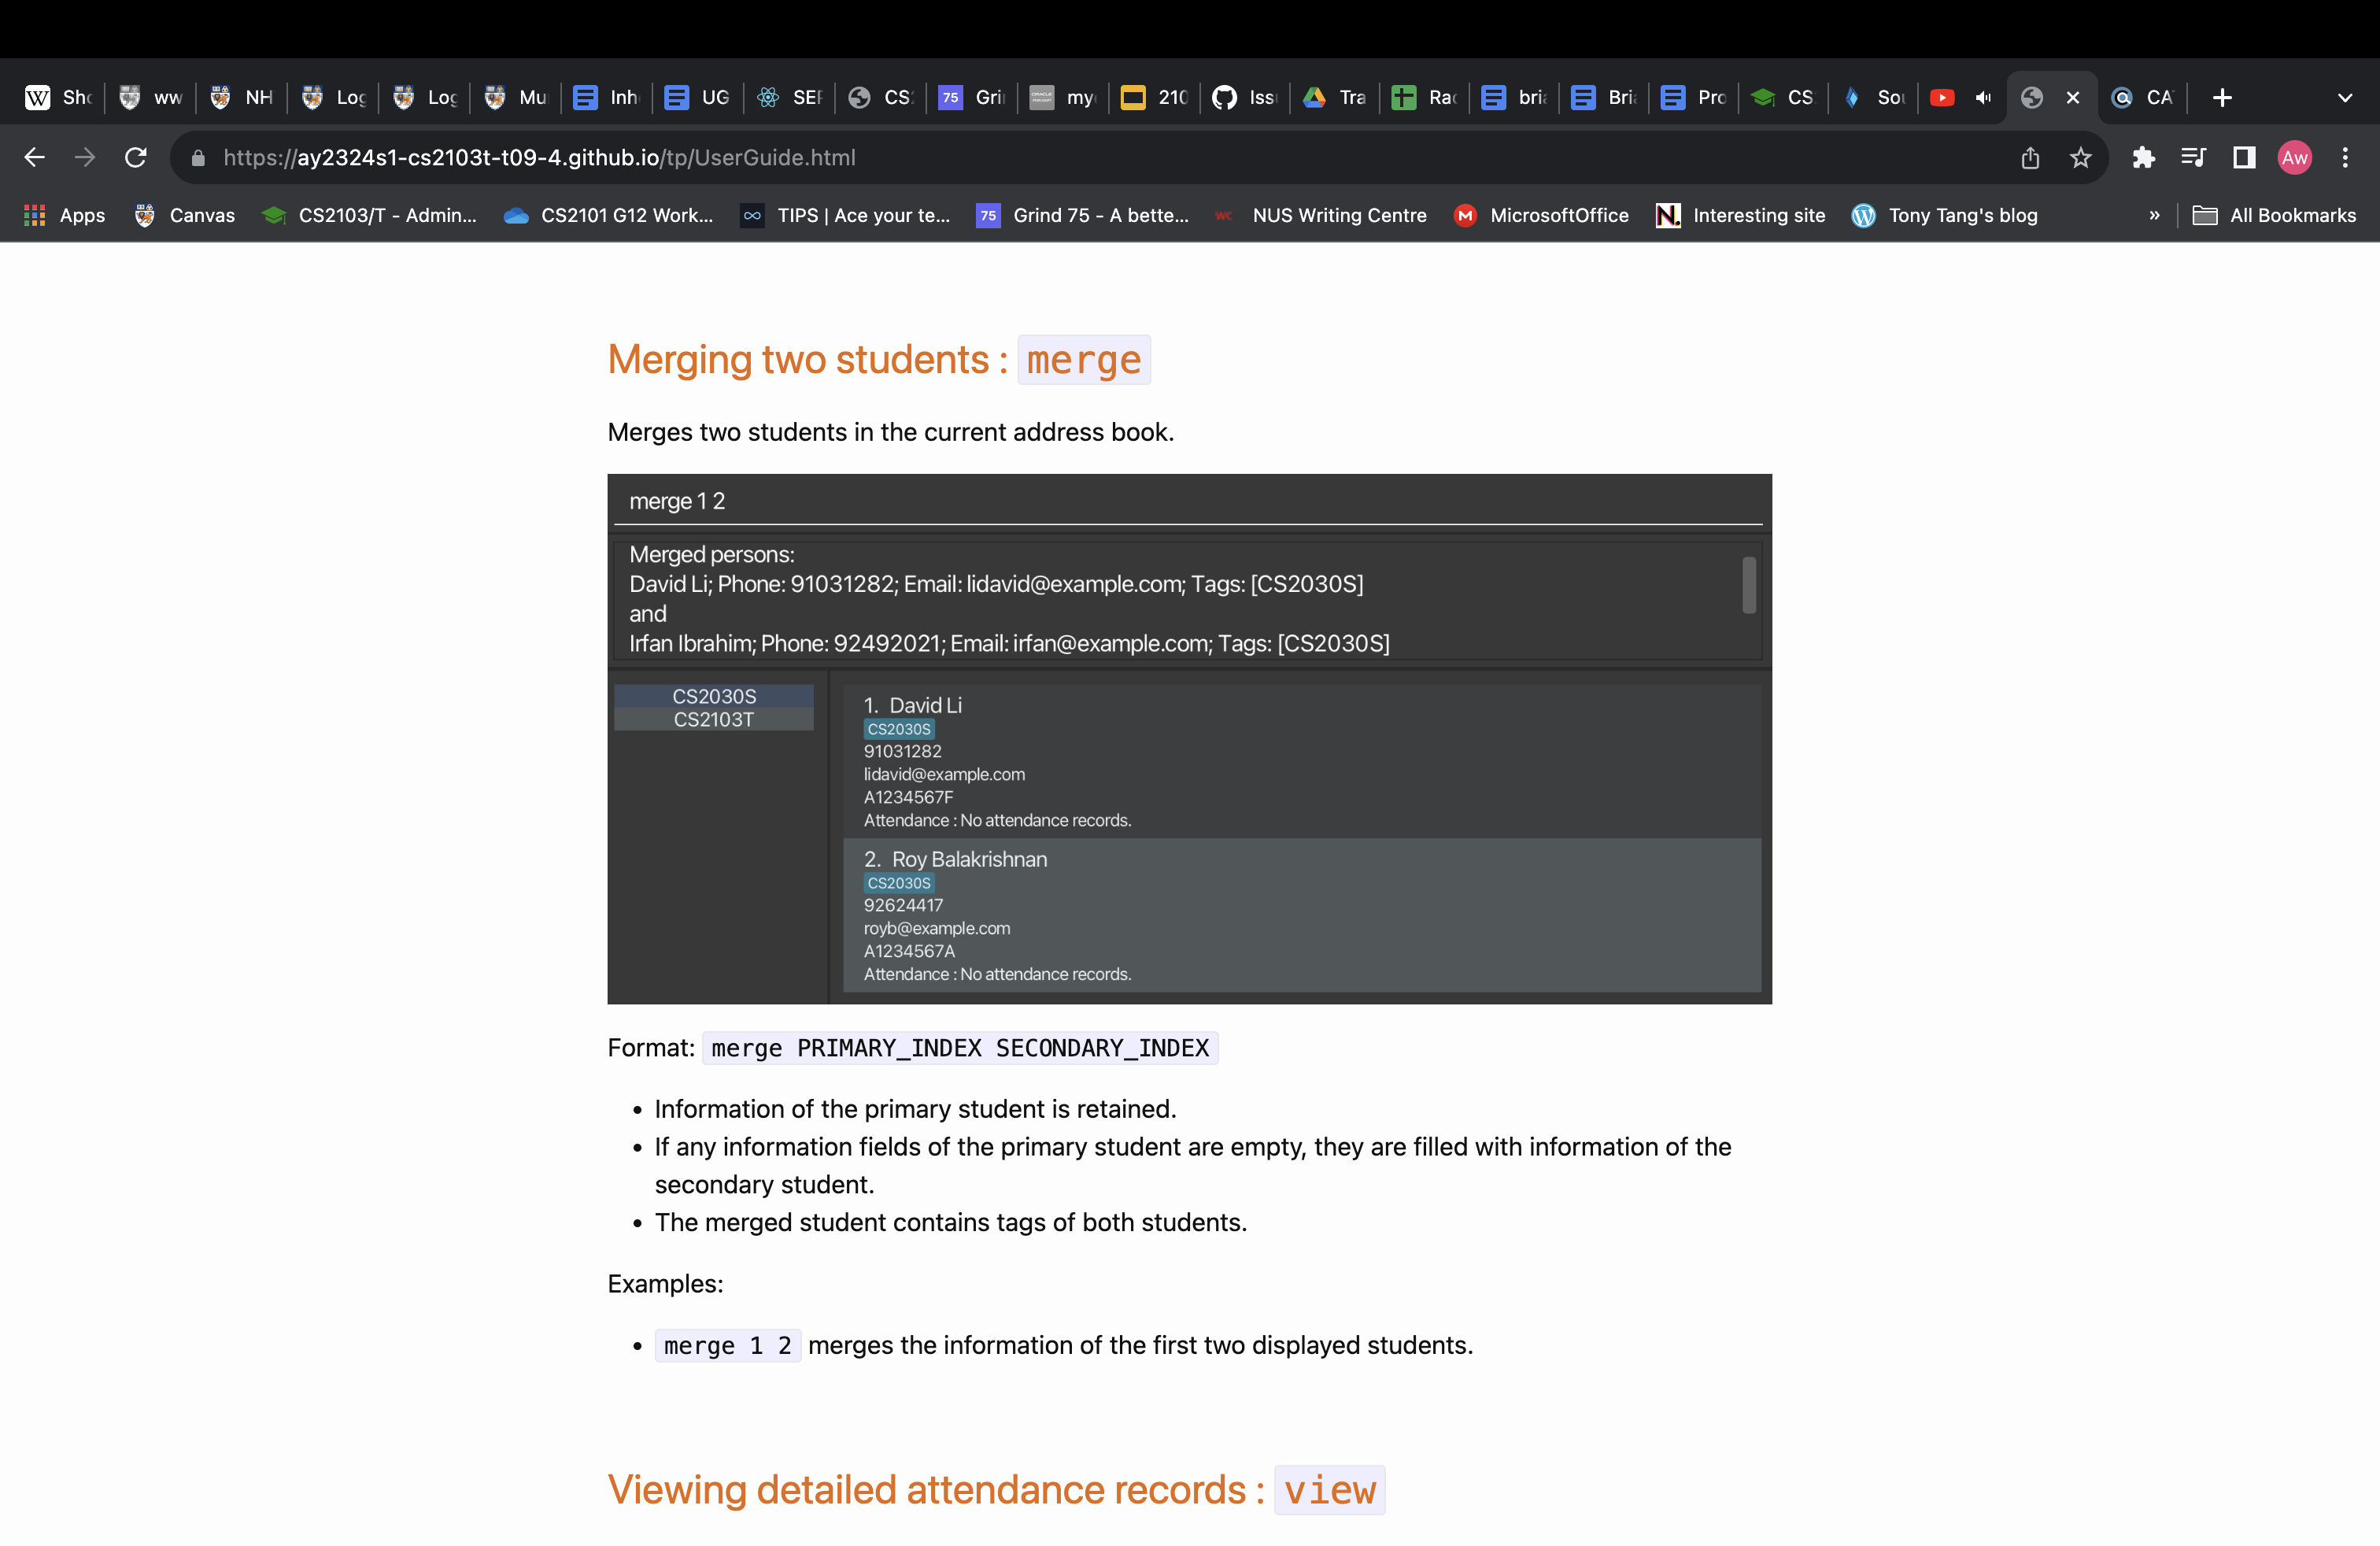 Sho ww NH Log Log Mu Inh UG SEP CS Gri my 210 Iss Tra Rac bri Bri Pro CS Sou CA
https://ay2324s1-cs2103t-t09-4.github.io/tp/UserGuide.html Aw
Apps Canvas CS2103/T - Admin... CS2101 G12 Work... TIPS | Ace your te... 75 Grind 75 - A bette... WC NUS Writing Centre MicrosoftOffice Interesting site Tony Tang's blog » All Bookmarks
Merging two students : merge
Merges two students in the current address book.
merge 1 2
Merged persons:
David Li; Phone: 91031282; Email: lidavid@example.com; Tags: [CS2030S]
and
Irfan Ibrahim; Phone: 92492021; Email: irfan@example.com; Tags: [CS2030S]
CS2030S
CS2103T
1. David Li
CS2030S
91031282
lidavid@example.com
A1234567F
Attendance : No attendance records.
2. Roy Balakrishnan
CS2030S
92624417
royb@example.com
A1234567A
Attendance : No attendance records.
Format: merge PRIMARY_INDEX SECONDARY_INDEX
• Information of the primary student is retained.
• If any information fields of the primary student are empty, they are filled with information of the
secondary student.
• The merged student contains tags of both students.
Examples:
• merge 1 2 merges the information of the first two displayed students.
Viewing detailed attendance records : view